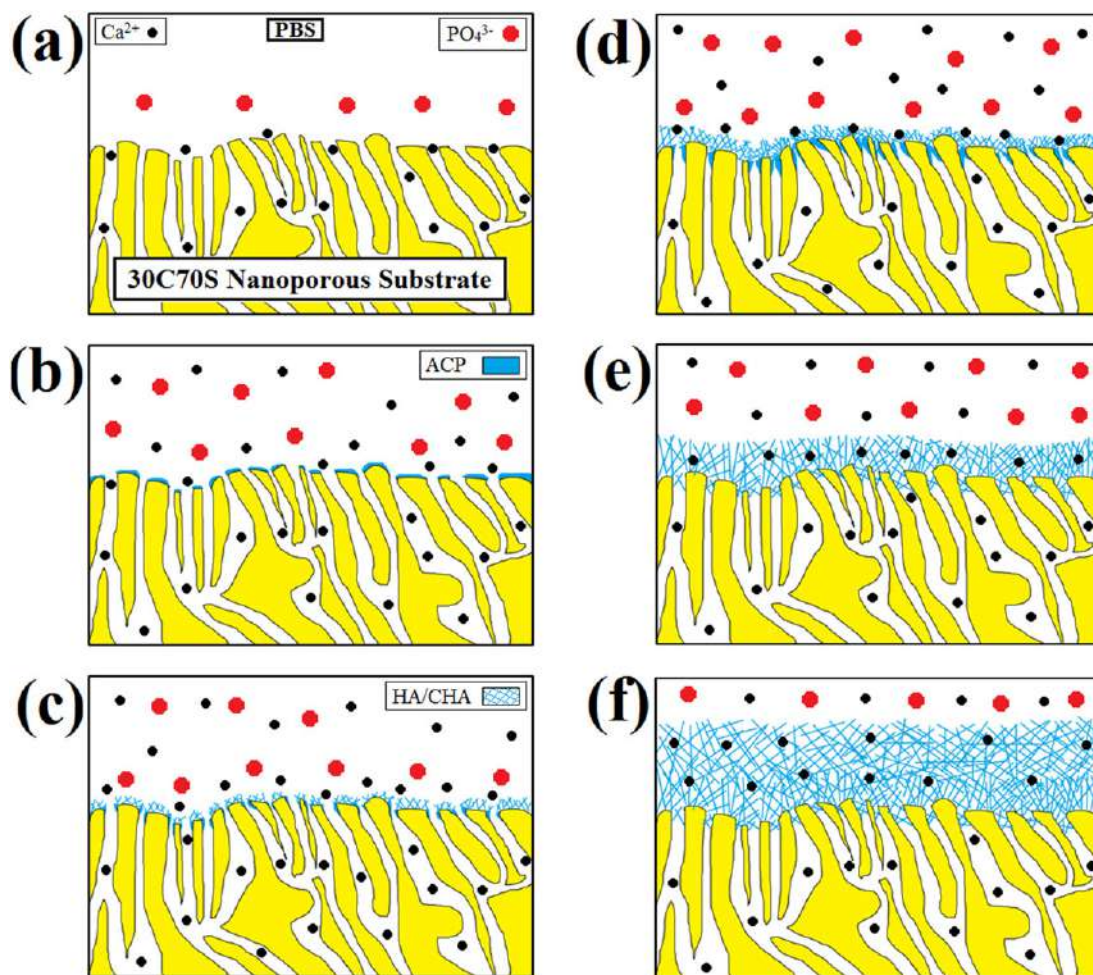 (a)
Ca²⁺
PBS
PO₄³⁻
30C70S Nanoporous Substrate
(b)
ACP
(c)
HA/CHA
(d)
(e)
(f)